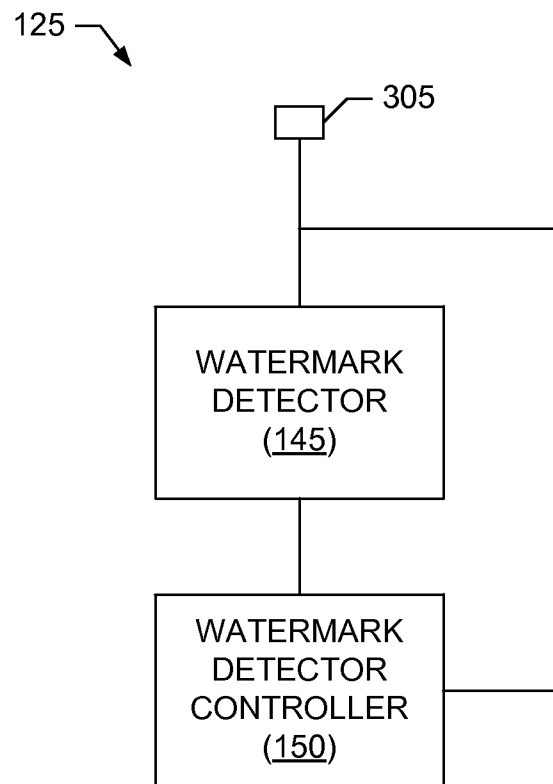 125
305
WATERMARK
DETECTOR
(145)
WATERMARK
DETECTOR
CONTROLLER
(150)